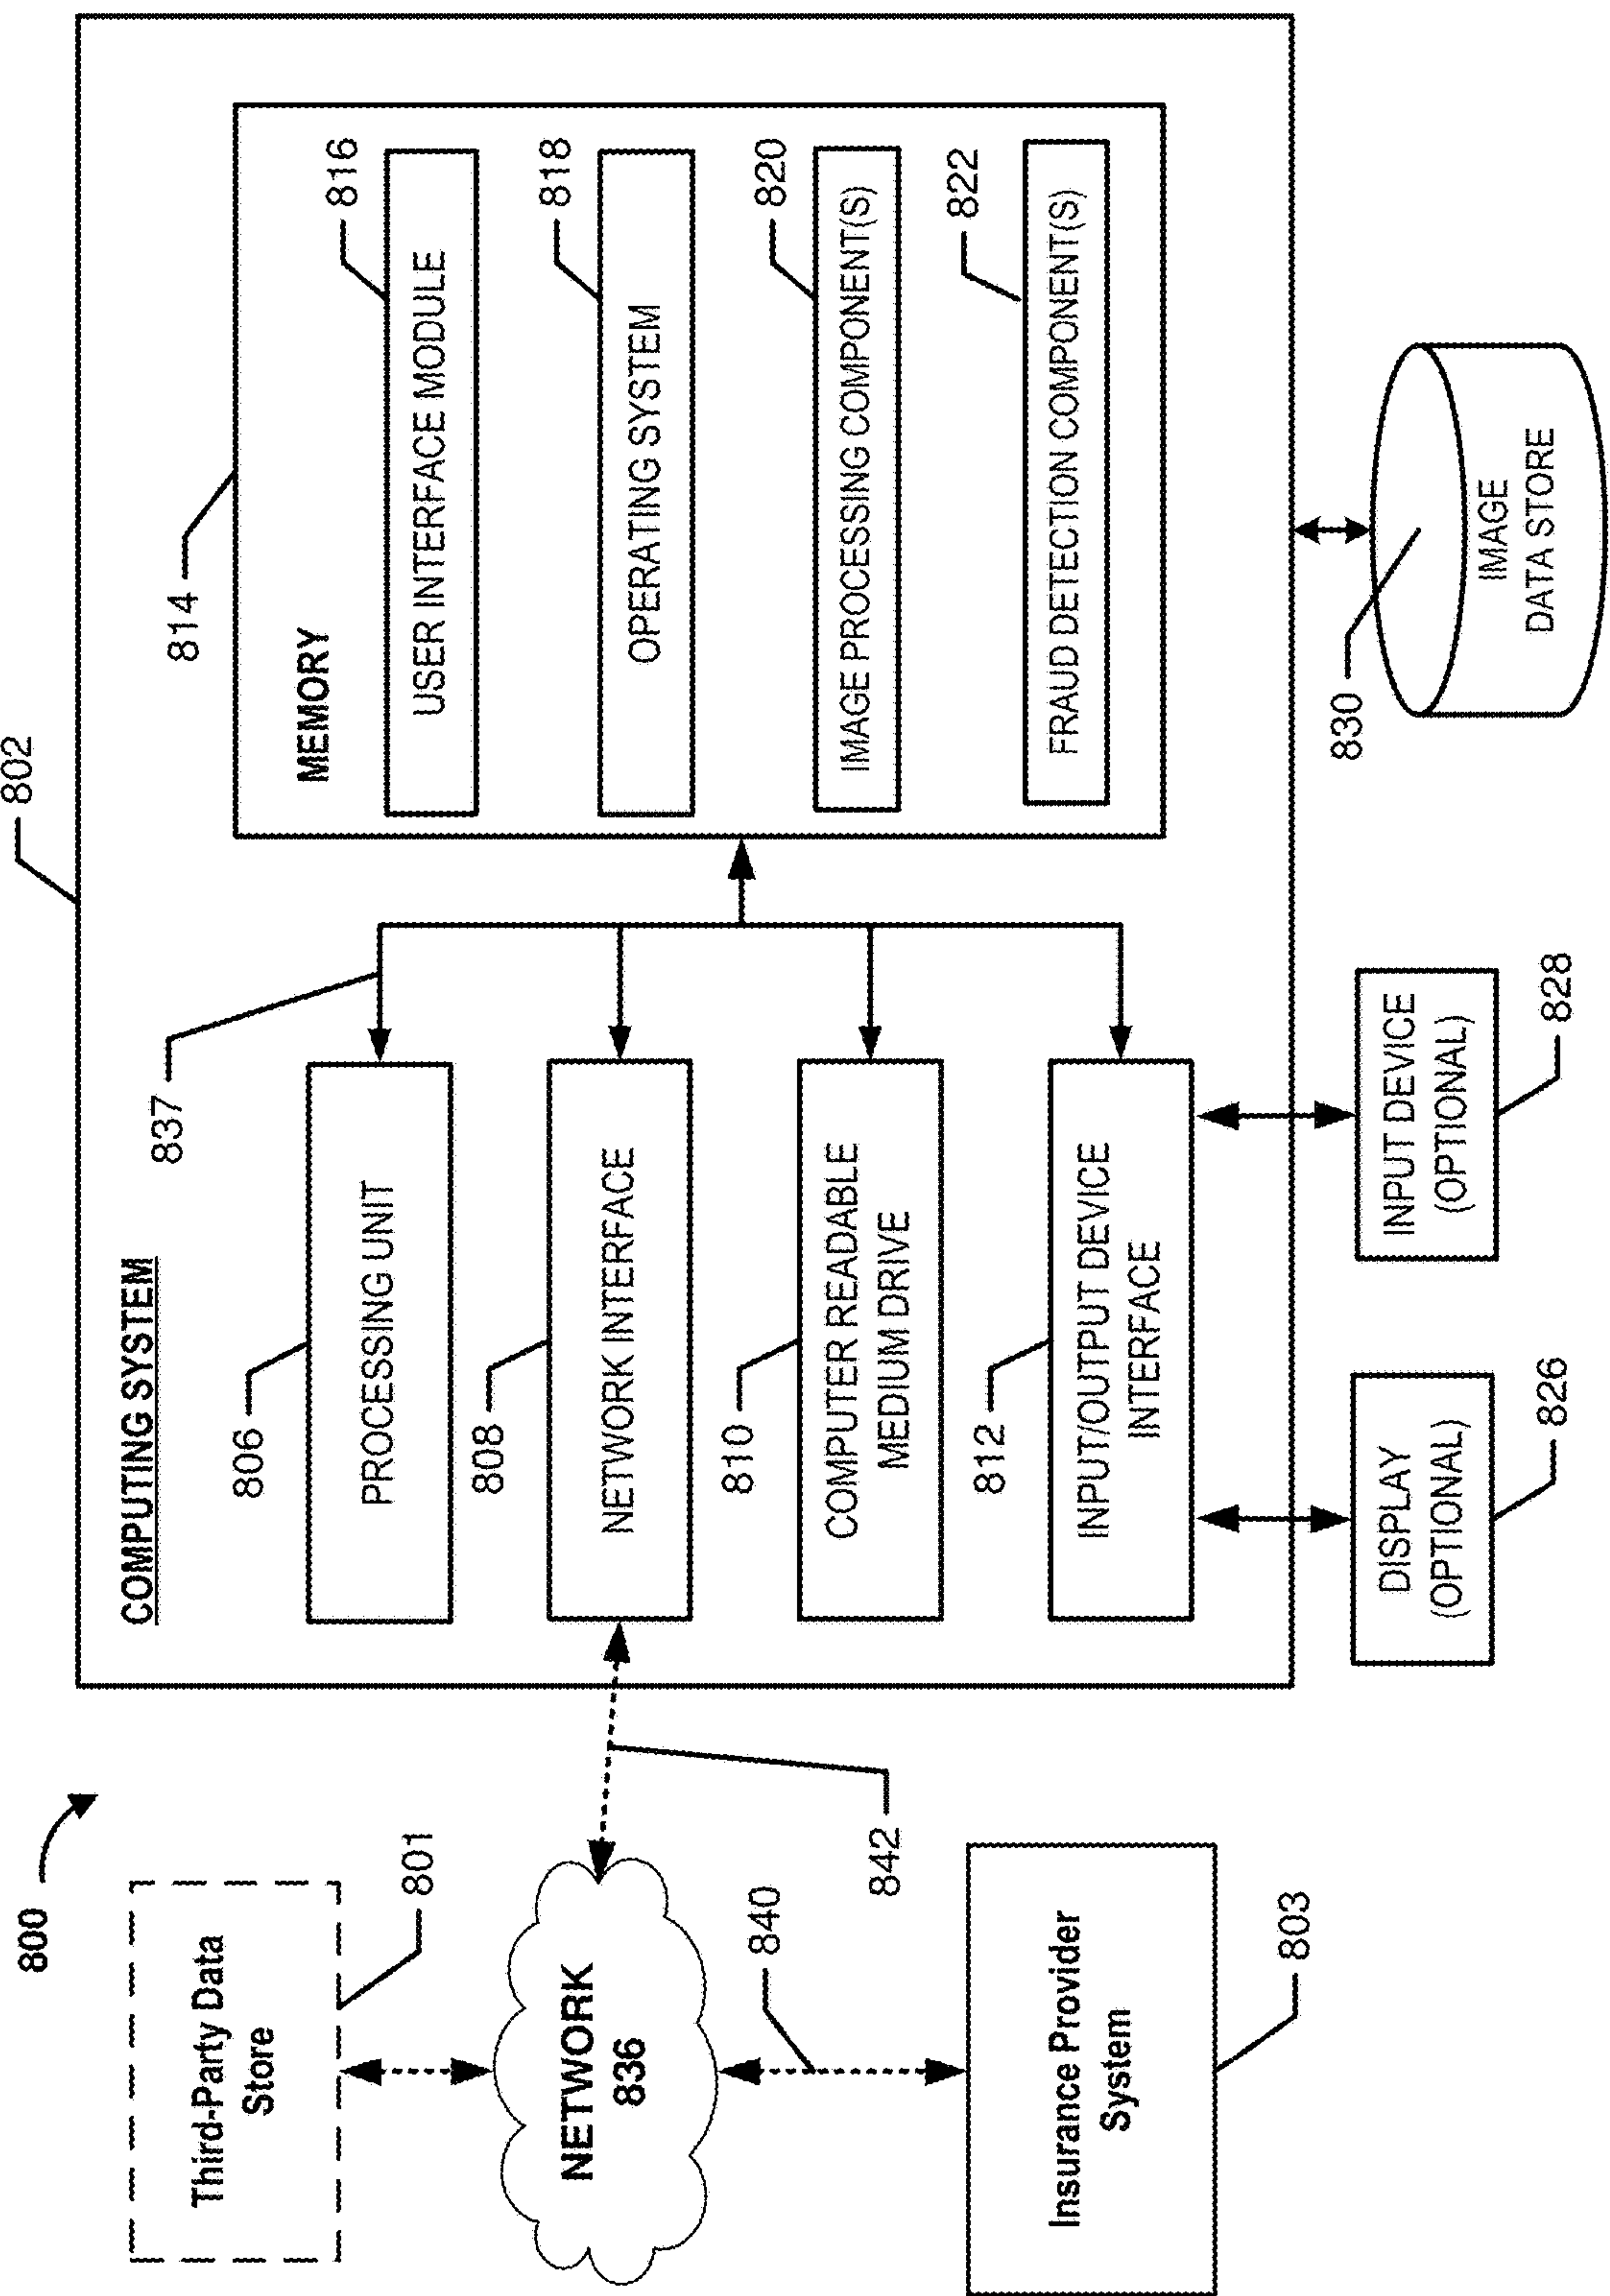 800
Third-Party Data
Store
801
NETWORK
836
840
842
Insurance Provider
System
803
802
COMPUTING SYSTEM
837
806
PROCESSING UNIT
808
NETWORK INTERFACE
810
COMPUTER READABLE
MEDIUM DRIVE
812
INPUT/OUTPUT DEVICE
INTERFACE
814
MEMORY
816
USER INTERFACE MODULE
818
OPERATING SYSTEM
820
IMAGE PROCESSING COMPONENT(S)
822
FRAUD DETECTION COMPONENT(S)
DISPLAY
(OPTIONAL)
826
INPUT DEVICE
(OPTIONAL)
828
830
IMAGE
DATA STORE